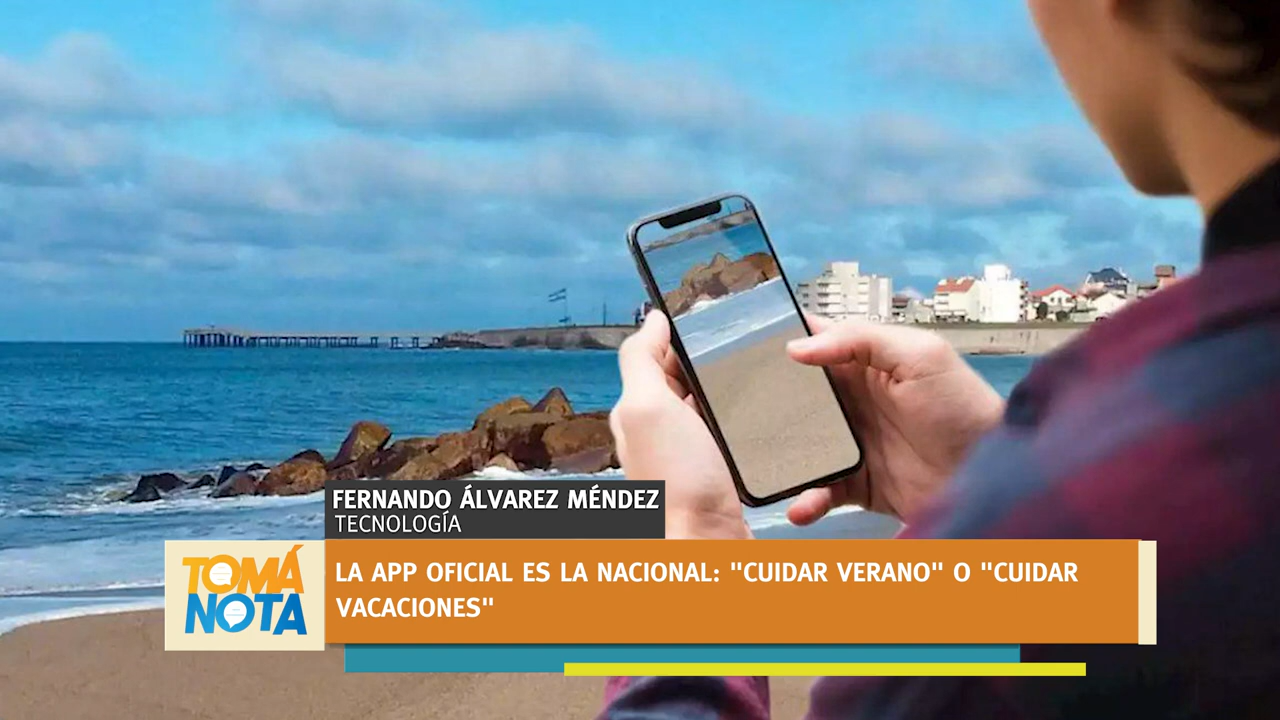 FERNANDO ÁLVAREZ MÉNDEZ
TECNOLOGÍA
TOMÁ
NOTA
LA APP OFICIAL ES LA NACIONAL: "CUIDAR VERANO" O "CUIDAR
VACACIONES"